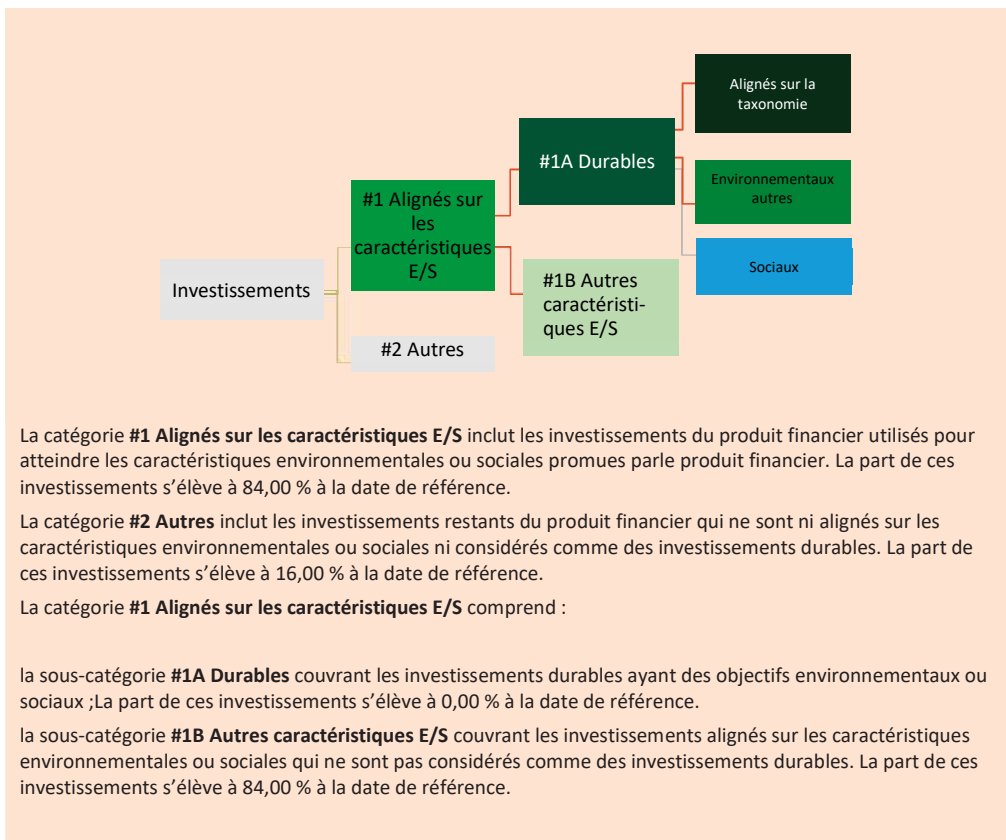 Alignés sur la
taxonomie
#1A Durables
Environnementaux
autres
#1 Alignés sur
les
caractéristiques
E/S
Sociaux
#1B Autres
caractéristi-
ques E/S
Investissements
#2 Autres
La catégorie #1 Alignés sur les caractéristiques E/S inclut les investissements du produit financier utilisés pour
atteindre les caractéristiques environnementales ou sociales promues parle produit financier. La part de ces
investissements s’élève à 84,00 % à la date de référence.
La catégorie #2 Autres inclut les investissements restants du produit financier qui ne sont ni alignés sur les
caractéristiques environnementales ou sociales ni considérés comme des investissements durables. La part de
ces investissements s’élève à 16,00 % à la date de référence.
La catégorie #1 Alignés sur les caractéristiques E/S comprend :
la sous-catégorie #1A Durables couvrant les investissements durables ayant des objectifs environnementaux ou
sociaux ;La part de ces investissements s’élève à 0,00 % à la date de référence.
la sous-catégorie #1B Autres caractéristiques E/S couvrant les investissements alignés sur les caractéristiques
environnementales ou sociales qui ne sont pas considérés comme des investissements durables. La part de ces
investissements s’élève à 84,00 % à la date de référence.